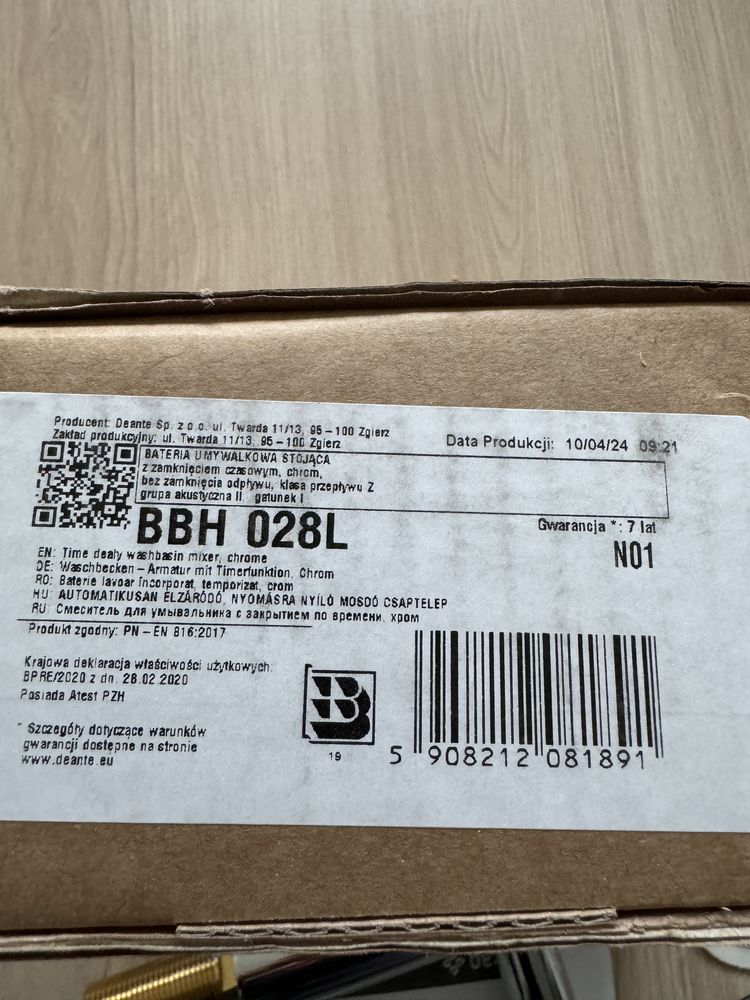 Producent: Deante Sp. z o.o. ul. Twarda 11/13, 95-100 Zgierz
Zakład produkcyjny: ul. Twarda 11/13, 95-100 Zgierz
Data Produkcji: 10/04/24 09:21
BATERIA UMYWALKOWA STOJĄCA
z zamknięciem czasowym, chrom,
bez zamknięcia odpływu, klasa przepływu Z
grupa akustyczna II gatunek I
BBH 028L
Gwarancja *: 7 lat
N01
EN: Time dealy washbasin mixer, chrome
DE: Waschbecken-Armatur mit Timerfunktion, Chrom
RO: Baterie lavoar incorporat, temporizat, crom
HU: AUTOMATIKUSAN ELZÁRÓDÓ, NYOMÁSRA NYÍLÓ MOSDÓ CSAPTELEP
RU: Смеситель для умывальника с закрытием по времени, хром
Produkt zgodny: PN-EN 816:2017
Krajowa deklaracja właściwości użytkowych:
BPRE/2020 z dn. 28.02.2020
Posiada Atest PZH
* Szczegóły dotyczące warunków
gwarancji dostępne na stronie
www.deante.eu
B
19
5 908212 081891